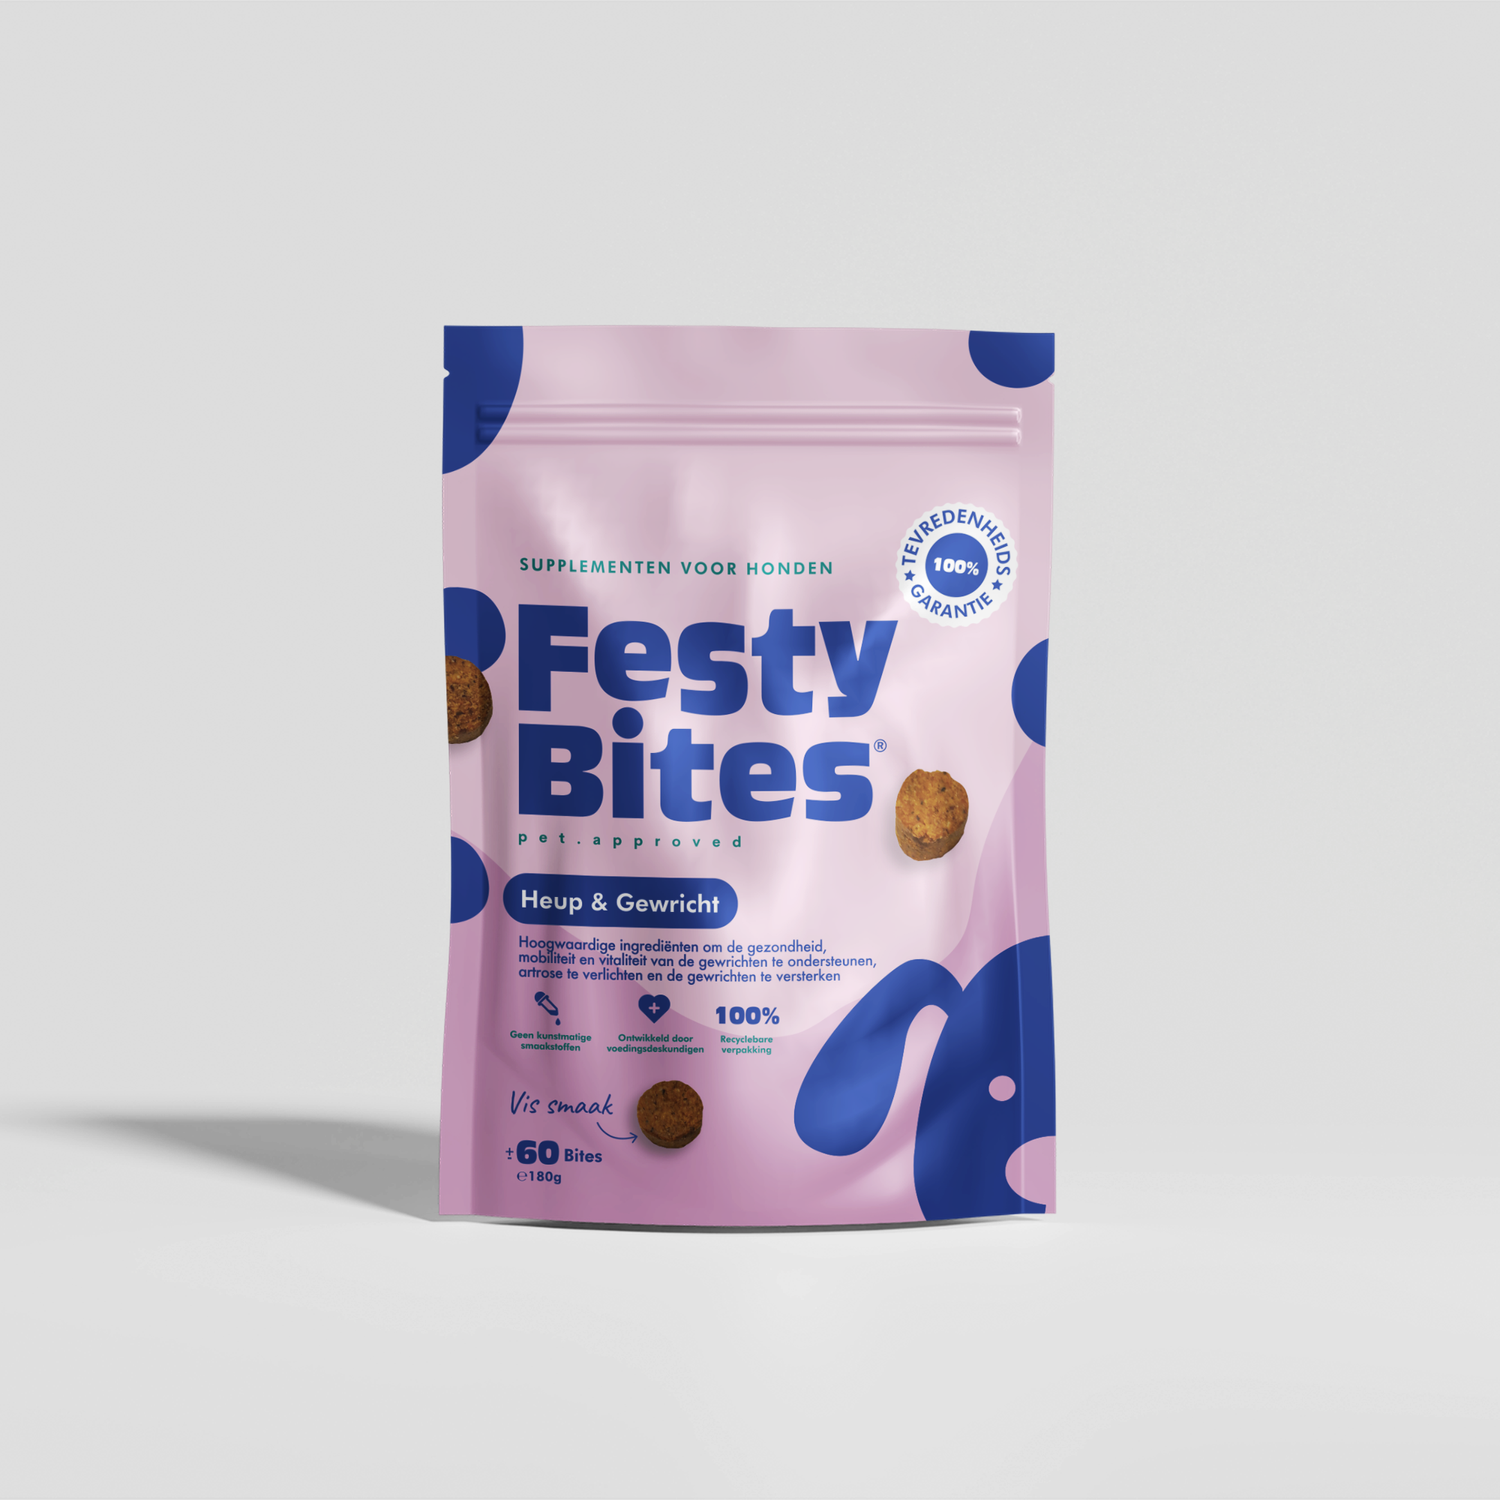 SUPPLEMENTEN VOOR HONDEN
TEVREDENHEIDS
100%
GARANTIE
Festy
Bites®
pet.approved
Heup & Gewricht
Hoogwaardige ingrediënten om de gezondheid,
mobiliteit en vitaliteit van de gewrichten te ondersteunen,
artrose te verlichten en de gewrichten te versterken
Geen kunstmatige
smaakstoffen
Ontwikkeld door
voedingsdeskundigen
100%
Recyclebare
verpakking
Vis smaak
±60 Bites
℮180g